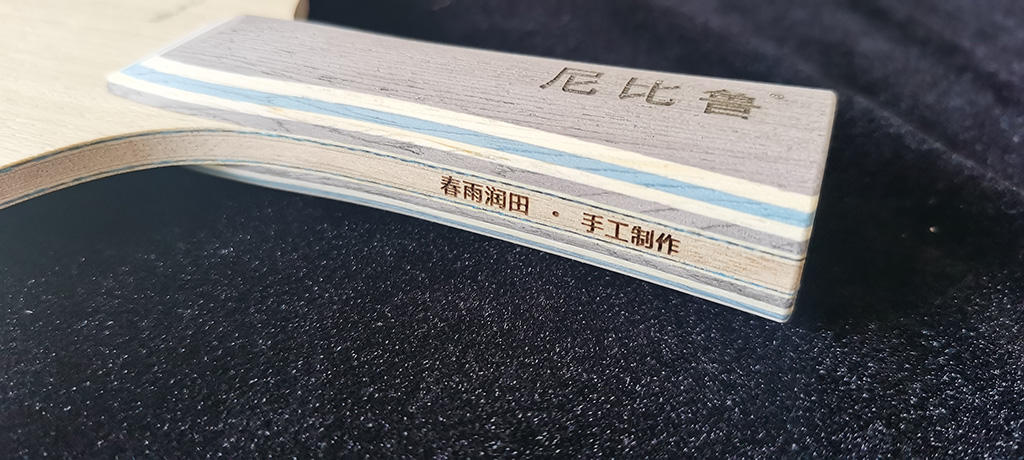 尼比鲁
春雨润田 · 手工制作